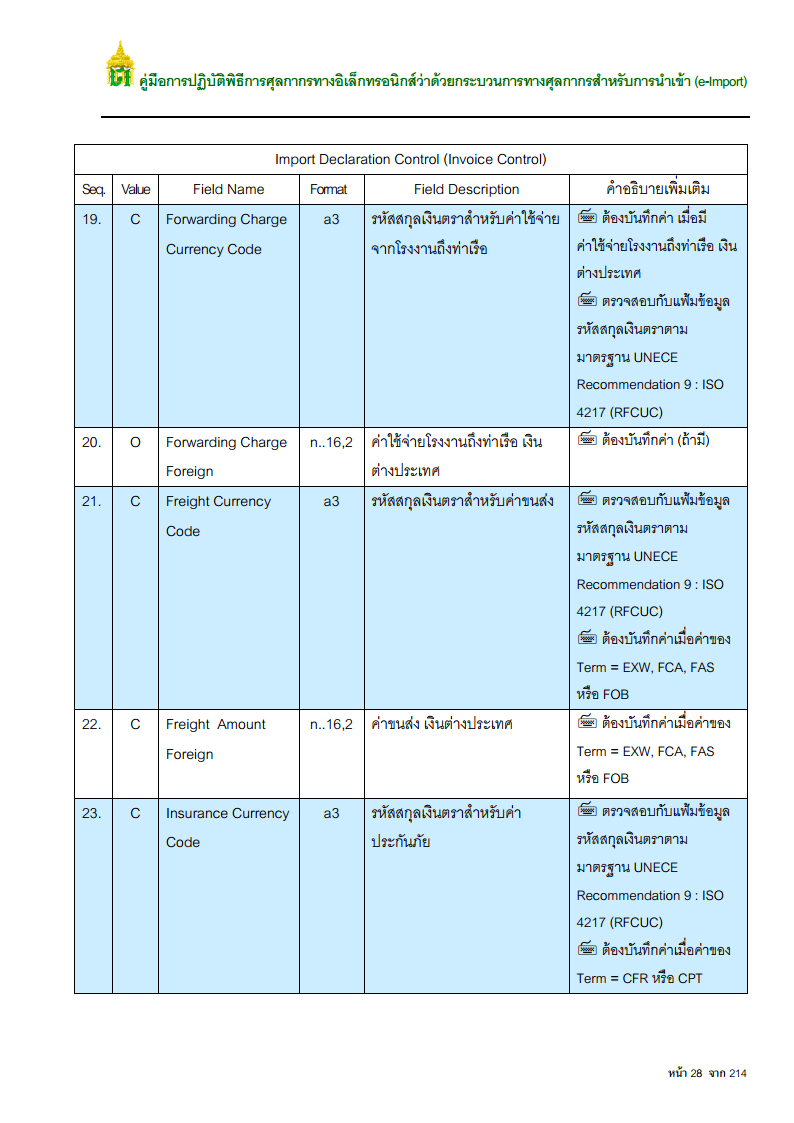 คู่มือการปฏิบัติพิธีการศุลกากรทางอิเล็กทรอนิกส์ว่าด้วยกระบวนการทางศุลกากรสำหรับการนำเข้า (e-Import)
Import Declaration Control (Invoice Control)
Seq. Value Field Name Format Field Description คำอธิบายเพิ่มเติม
19. C Forwarding Charge a3 รหัสสกุลเงินตราสำหรับค่าใช้จ่าย ต้องบันทึกค่า เมื่อมี
Currency Code จากโรงงานถึงท่าเรือ ค่าใช้จ่ายโรงงานถึงท่าเรือ เงิน
ต่างประเทศ
ตรวจสอบกับแฟ้มข้อมูล
รหัสสกุลเงินตราตาม
มาตรฐาน UNECE
Recommendation 9 : ISO
4217 (RFCUC)
20. O Forwarding Charge n..16,2 ค่าใช้จ่ายโรงงานถึงท่าเรือ เงิน ต้องบันทึกค่า (ถ้ามี)
Foreign ต่างประเทศ
21. C Freight Currency a3 รหัสสกุลเงินตราสำหรับค่าขนส่ง ตรวจสอบกับแฟ้มข้อมูล
Code รหัสสกุลเงินตราตาม
มาตรฐาน UNECE
Recommendation 9 : ISO
4217 (RFCUC)
ต้องบันทึกค่าเมื่อค่าของ
Term = EXW, FCA, FAS
หรือ FOB
22. C Freight Amount n..16,2 ค่าขนส่ง เงินต่างประเทศ ต้องบันทึกค่าเมื่อค่าของ
Foreign Term = EXW, FCA, FAS
หรือ FOB
23. C Insurance Currency a3 รหัสสกุลเงินตราสำหรับค่า ตรวจสอบกับแฟ้มข้อมูล
Code ประกันภัย รหัสสกุลเงินตราตาม
มาตรฐาน UNECE
Recommendation 9 : ISO
4217 (RFCUC)
ต้องบันทึกค่าเมื่อค่าของ
Term = CFR หรือ CPT
หน้า 28 จาก 214